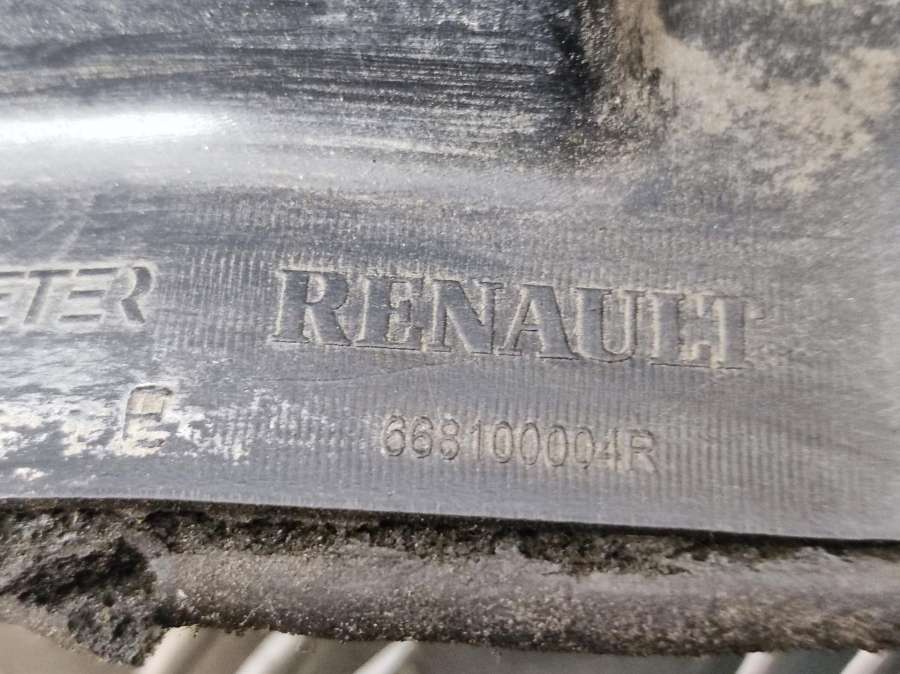 ETER RENAULT
E 668100004R